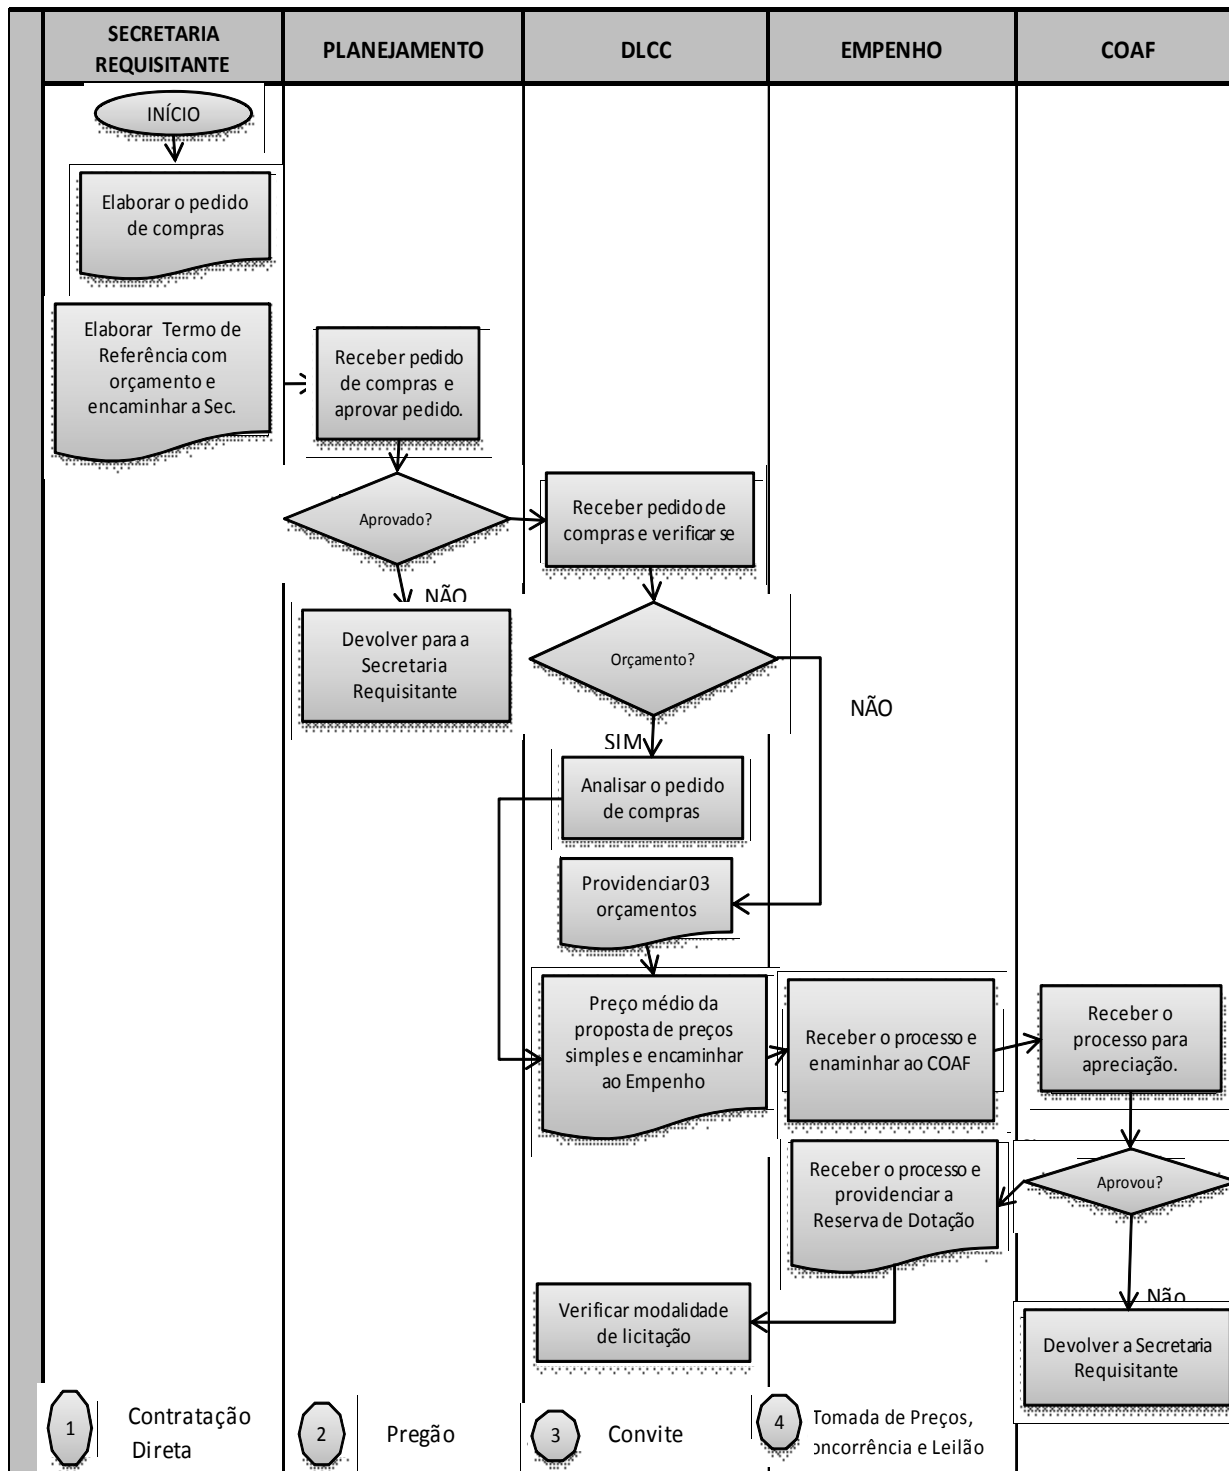 SECRETARIA
REQUISITANTE
PLANEJAMENTO
DLCC
EMPENHO
COAF
INÍCIO
Elaborar o pedido
de compras
Elaborar Termo de
Referência com
orçamento e
encaminhar a Sec.
Receber pedido
de compras e
aprovar pedido.
Aprovado?
Receber pedido de
compras e verificar se
NÃO
Devolver para a
Secretaria
Requisitante
Orçamento?
NÃO
SIM
Analisar o pedido
de compras
Providenciar 03
orçamentos
Preço médio da
proposta de preços
simples e encaminhar
ao Empenho
Receber o processo e
enaminhar ao COAF
Receber o
processo para
apreciação.
Aprovou?
Receber o processo e
providenciar a
Reserva de Dotação
Verificar modalidade
de licitação
Não
Devolver a Secretaria
Requisitante
1
Contratação
Direta
2
Pregão
3
Convite
4
Tomada de Preços,
oncorrência e Leilão